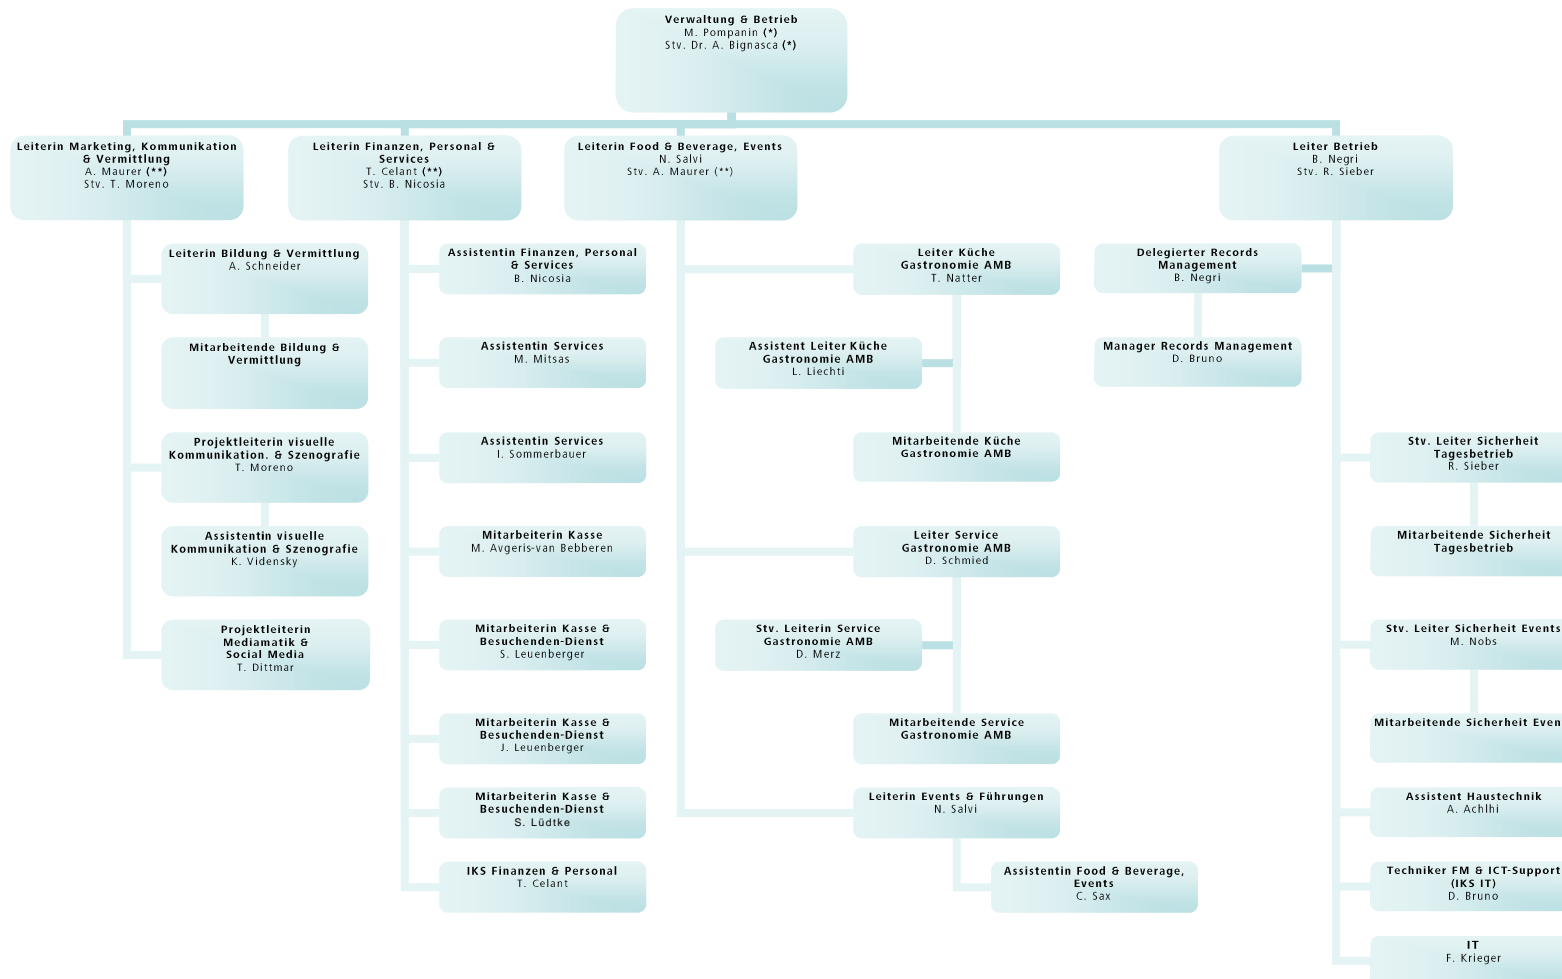 Verwaltung & Betrieb
M. Pompanin (*)
Stv. Dr. A. Bignasca (*)
Leiterin Marketing, Kommunikation
& Vermittlung
A. Maurer (**)
Stv. T. Moreno
Leiterin Finanzen, Personal &
Services
T. Celant (**)
Stv. B. Nicosia
Leiterin Food & Beverage, Events
N. Salvi
Stv. A. Maurer (**)
Leiter Betrieb
B. Negri
Stv. R. Sieber
Leiterin Bildung & Vermittlung
A. Schneider
Mitarbeitende Bildung &
Vermittlung
Projektleiterin visuelle
Kommunikation. & Szenografie
T. Moreno
Assistentin visuelle
Kommunikation & Szenografie
K. Vidensky
Projektleiterin
Mediamatik &
Social Media
T. Dittmar
Assistentin Finanzen, Personal
& Services
B. Nicosia
Assistentin Services
M. Mitsas
Assistentin Services
I. Sommerbauer
Mitarbeiterin Kasse
M. Avgeris-van Bebberen
Mitarbeiterin Kasse &
Besuchenden-Dienst
S. Leuenberger
Mitarbeiterin Kasse &
Besuchenden-Dienst
J. Leuenberger
Mitarbeiterin Kasse &
Besuchenden-Dienst
S. Lüdtke
IKS Finanzen & Personal
T. Celant
Leiter Küche
Gastronomie AMB
T. Natter
Assistent Leiter Küche
Gastronomie AMB
L. Liechti
Mitarbeitende Küche
Gastronomie AMB
Leiter Service
Gastronomie AMB
D. Schmied
Stv. Leiterin Service
Gastronomie AMB
D. Merz
Mitarbeitende Service
Gastronomie AMB
Leiterin Events & Führungen
N. Salvi
Assistentin Food & Beverage,
Events
C. Sax
Delegierter Records
Management
B. Negri
Manager Records Management
D. Bruno
Stv. Leiter Sicherheit
Tagesbetrieb
R. Sieber
Mitarbeitende Sicherheit
Tagesbetrieb
Stv. Leiter Sicherheit Events
M. Nobs
Mitarbeitende Sicherheit Even
Assistent Haustechnik
A. Achlhi
Techniker FM & ICT-Support
(IKS IT)
D. Bruno
IT
F. Krieger